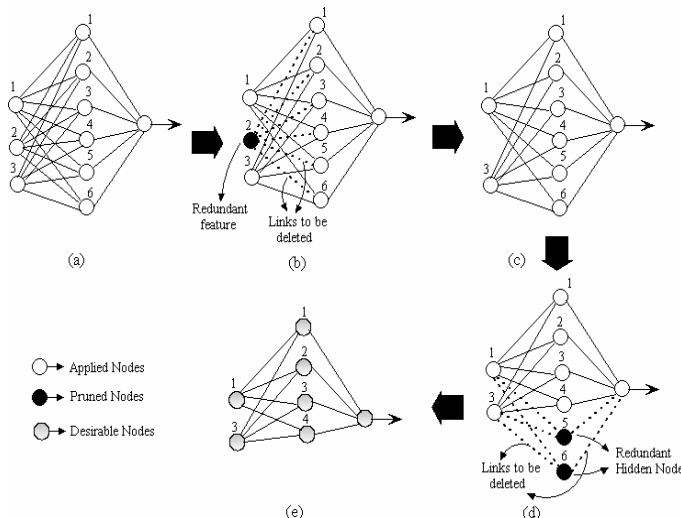 1
2
3
4
5
6
1
2
3
(a)
1
2
3
4
5
6
1
2
3
Redundant
feature
Links to be
deleted
(b)
1
2
3
4
5
6
1
3
(c)
1
2
3
4
5
6
1
3
Links to be
deleted
Redundant
Hidden Node
(d)
1
2
3
4
1
3
(e)
Applied Nodes
Pruned Nodes
Desirable Nodes